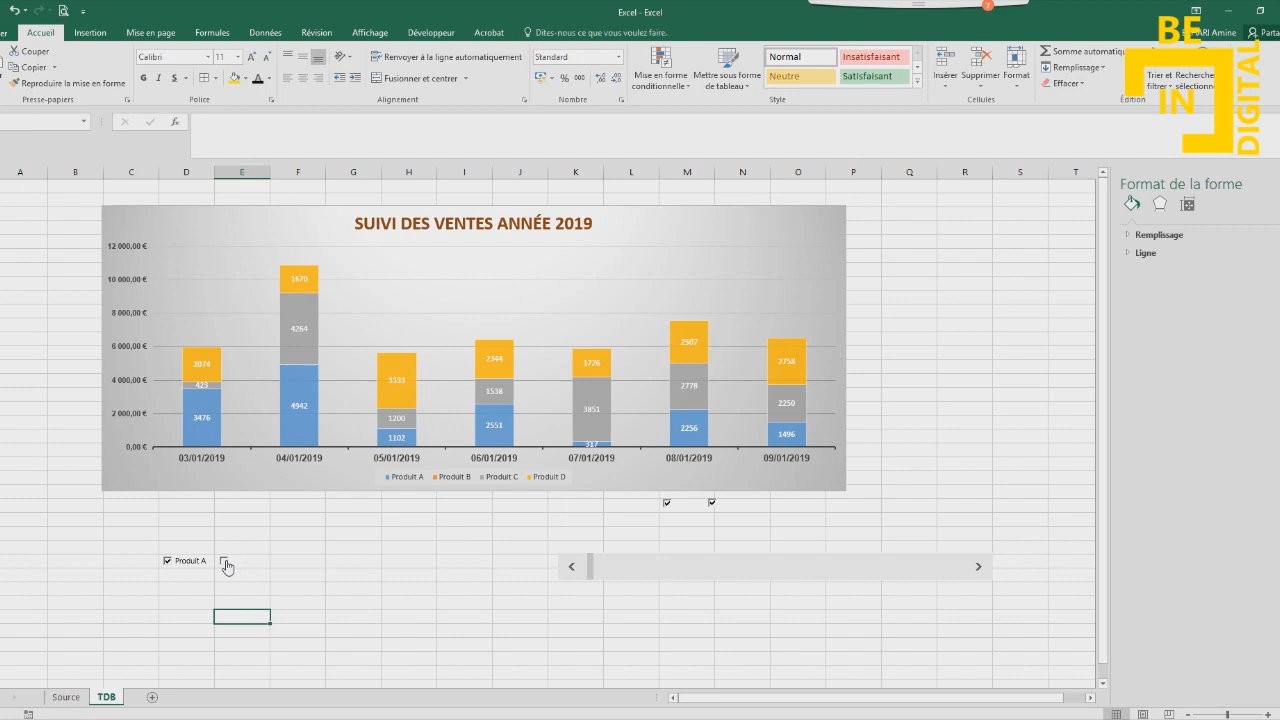 Excel - Excel
7
BE
IN
DIGITAL
Accueil Insertion Mise en page Formules Données Révision Affichage Développeur Acrobat Dites-nous ce que vous voulez faire.
Couper
Copier
Reproduire la mise en forme
Presse-papiers
Calibri 11
G I S
Police
Renvoyer à la ligne automatiquement
Fusionner et centrer
Alignement
Standard
% 000
Nombre
Mise en forme conditionnelle
Mettre sous forme de tableau
Normal Insatisfaisant
Neutre Satisfaisant
Style
Insérer Supprimer Format
Cellules
Somme automatique
Remplissage
Effacer
Trier et
filtrer
Édition
fx
A B C D E F G H I J K L M N O P Q R S T
SUIVI DES VENTES ANNÉE 2019
12 000,00 €
10 000,00 €
8 000,00 €
6 000,00 €
4 000,00 €
2 000,00 €
0,00 €
2074
423
3476
1670
4264
4942
3333
1200
1102
2344
1538
2551
1726
3851
317
2507
2778
2256
2758
2250
1496
03/01/2019 04/01/2019 05/01/2019 06/01/2019 07/01/2019 08/01/2019 09/01/2019
Produit A Produit B Produit C Produit D
Produit A
Format de la forme
Remplissage
Ligne
Source TDB